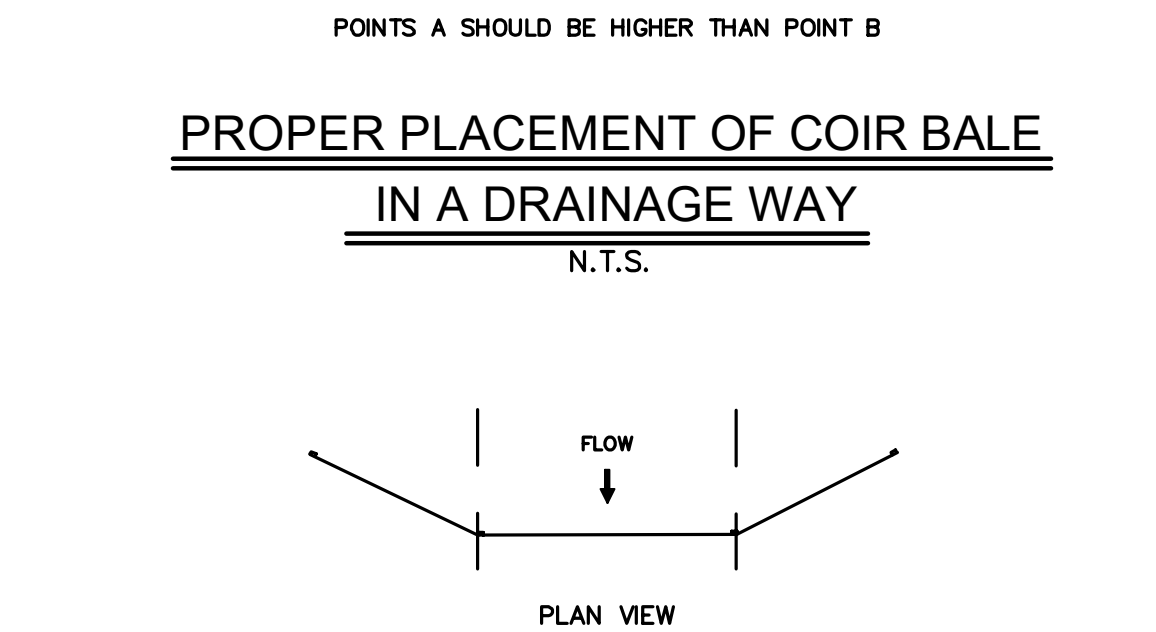 POINTS A SHOULD BE HIGHER THAN POINT B
PROPER PLACEMENT OF COIR BALE
IN A DRAINAGE WAY
N.T.S.
FLOW
PLAN VIEW